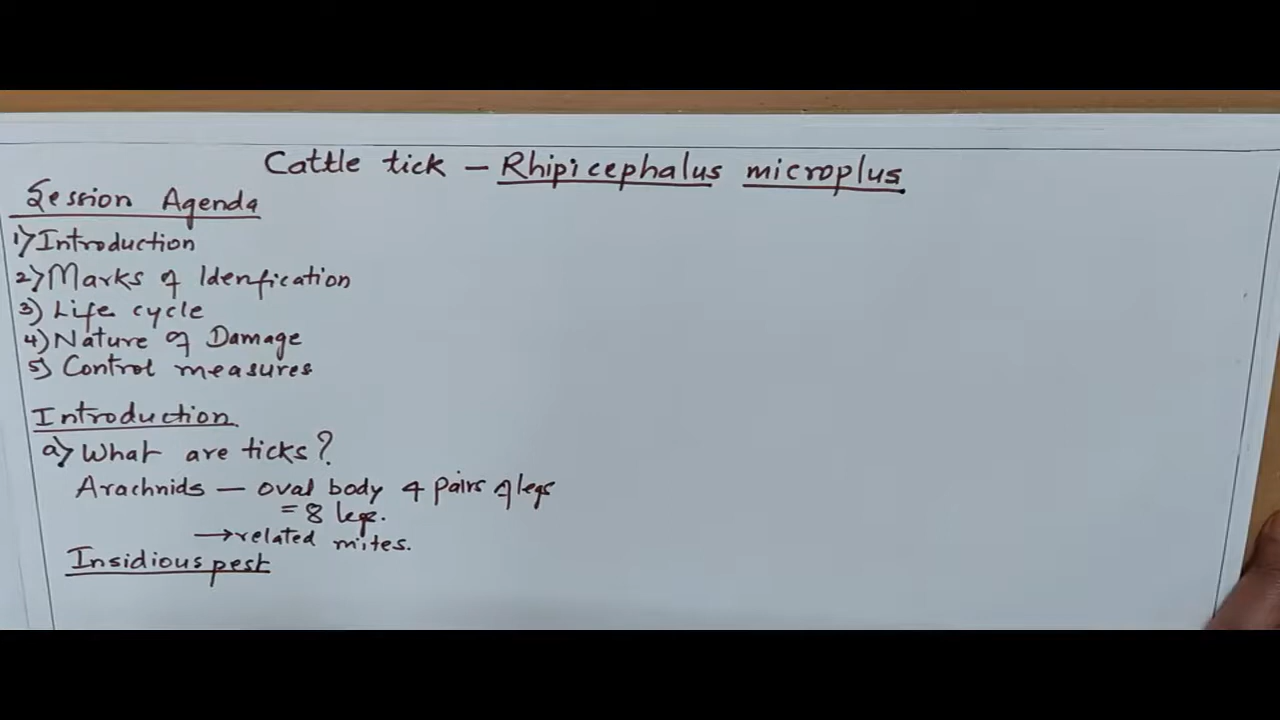 Cattle tick - Rhipicephalus microplus
Session Agenda
1) Introduction
2) Marks of Idenfication
3) Life cycle
4) Nature of Damage
5) Control measures
Introduction
a) What are ticks?
Arachnids - oval body 4 pairs of legs
= 8 legs.
→ related mites.
Insidious pest